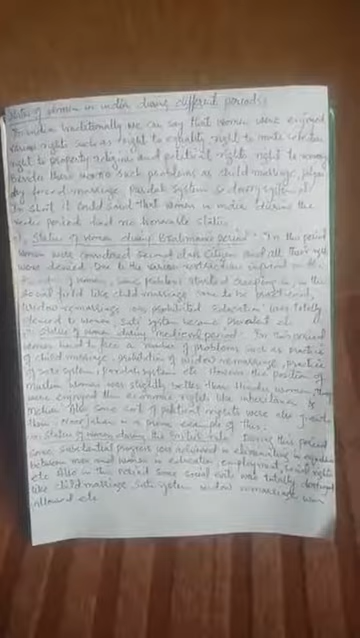 Status of women in india during different periods:
In india traditionally we can say that women were enjoyed
various rights such as right to equality right to
right to property religious and political rights right to
Besides there were no such problems as child marriage,
forced marriage Pardah System so dowry system
In short it could said that women in india during the
period had no honorable status
Status of women during Brahmanic period "In this period
women were considered second class citizen and all their rights
were denied Due to the various restrictions imposed on the
of women, some problems started creeping in, in the
social field like child marriage came to be practiced,
widow remarriage was prohibited Education was totally
denied to women sati system became prevalent etc
Status of women during medieval period" In this period
women had to face a number of problems such as practice
of child marriage, prohibition of widow remarriage, practice
of sati system, pardah system etc However the position of
Muslim women was slightly better than Hindu women They
were enjoyed the economic rights like inheritance &
Also some sort of political rights were also
them. Noor Jahan is a prime example of this.
Status of women during the British rule" During this period
some substantial progress was achieved in eliminating inequalities
between men and women in education, employment, social rights
etc Also in this period some social evils was totally
like child marriage, Sati system widow remarriage were
allowed etc